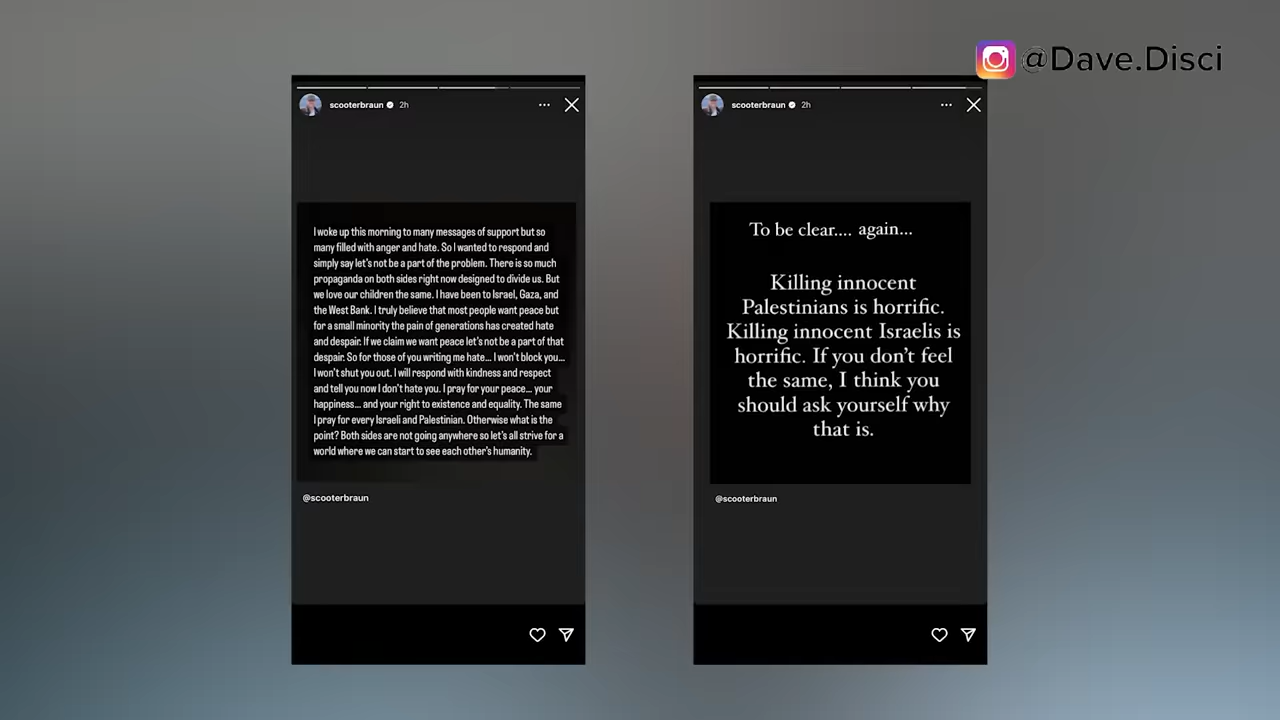 @Dave.Disci
scooterbraun 2h
I woke up this morning to many messages of support but so
many filled with anger and hate. So I wanted to respond and
simply say let's not be a part of the problem. There is so much
propaganda on both sides right now designed to divide us. But
we love our children the same. I have been to Israel, Gaza, and
the West Bank. I truly believe that most people want peace but
for a small minority the pain of generations has created hate
and despair. If we claim we want peace let's not be a part of that
despair. So for those of you writing me hate... I won't block you...
I won't shut you out. I will respond with kindness and respect
and tell you now I don't hate you. I pray for your peace... your
happiness... and your right to existence and equality. The same
I pray for every Israeli and Palestinian. Otherwise what is the
point? Both sides are not going anywhere so let's all strive for a
world where we can start to see each other's humanity.
@scooterbraun
scooterbraun 2h
To be clear.... again...
Killing innocent
Palestinians is horrific.
Killing innocent Israelis is
horrific. If you don't feel
the same, I think you
should ask yourself why
that is.
@scooterbraun